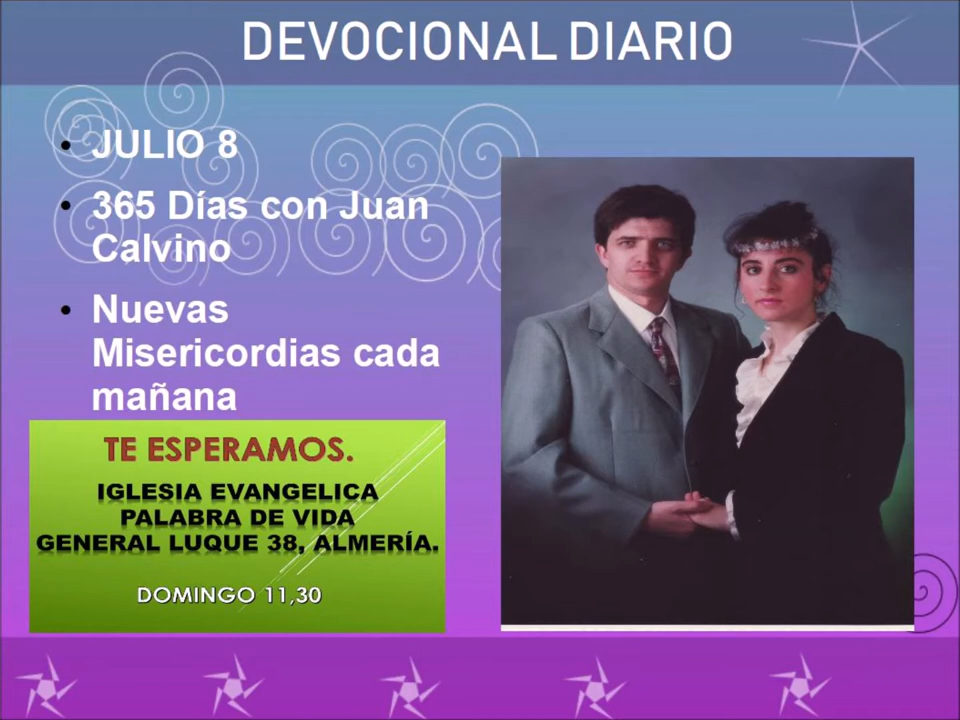 DEVOCIONAL DIARIO
• JULIO 8
• 365 Días con Juan
Calvino
• Nuevas
Misericordias cada
mañana
TE ESPERAMOS.
IGLESIA EVANGELICA
PALABRA DE VIDA
GENERAL LUQUE 38, ALMERÍA.
DOMINGO 11,30